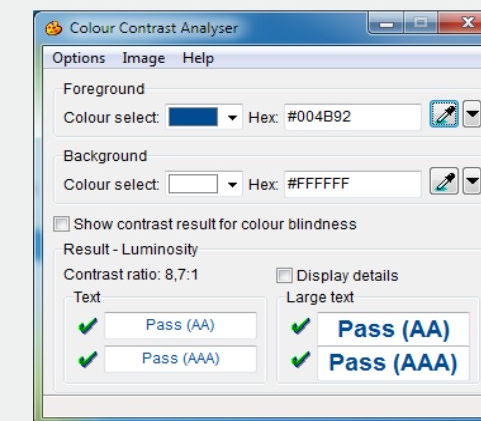 Colour Contrast Analyser
Options Image Help
Foreground
Colour select: Hex: #004B92
Background
Colour select: Hex: #FFFFFF
Show contrast result for colour blindness
Result - Luminosity
Contrast ratio: 8,7:1 Display details
Text Large text
Pass (AA) Pass (AA)
Pass (AAA) Pass (AAA)